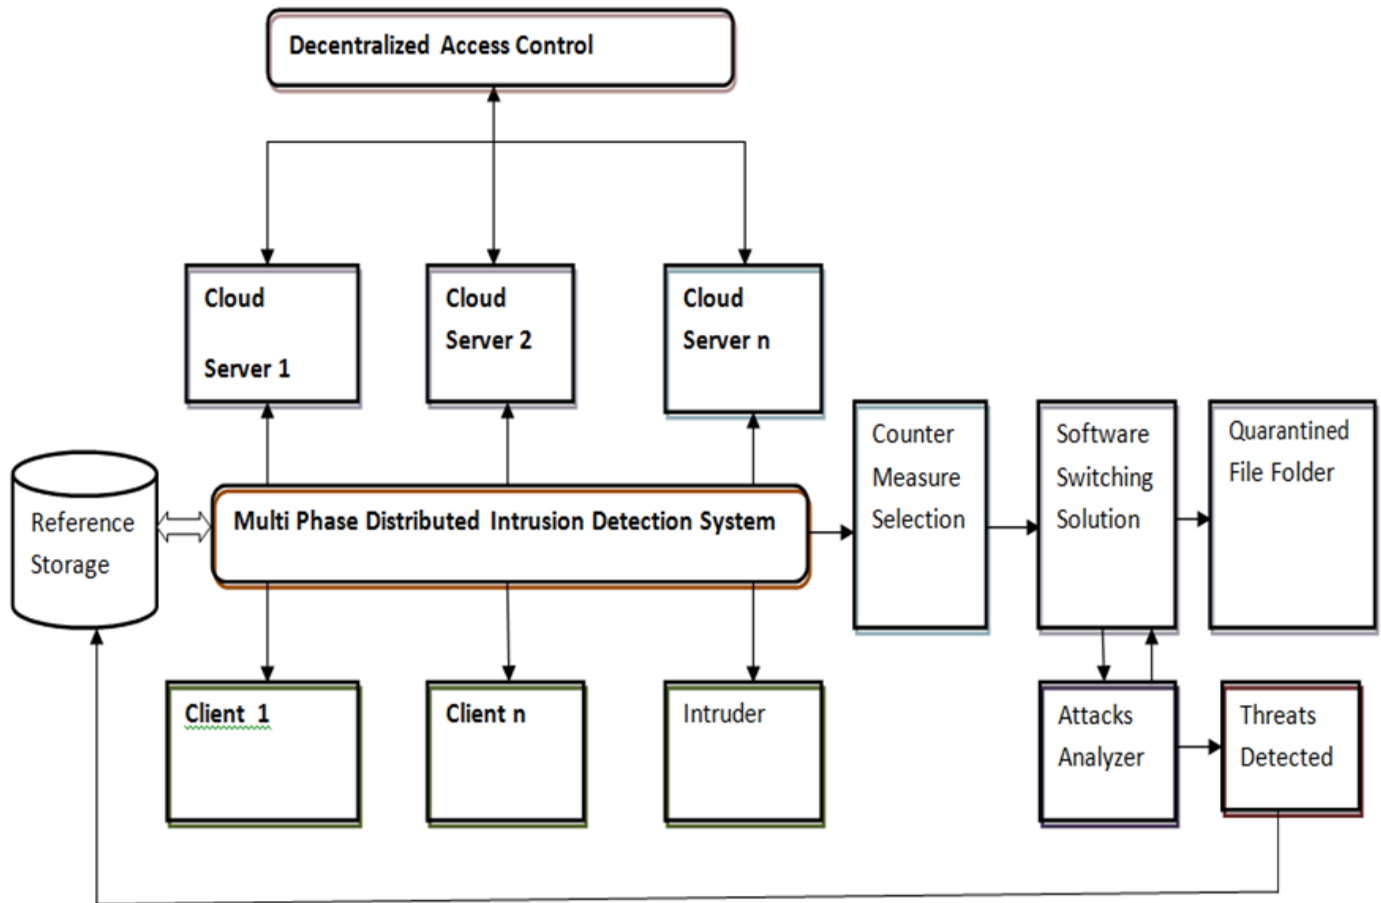 Decentralized Access Control
Cloud
Server 1
Cloud
Server 2
Cloud
Server n
Counter
Measure
Selection
Software
Switching
Solution
Quarantined
File Folder
Reference
Storage
Multi Phase Distributed Intrusion Detection System
Client 1
Client n
Intruder
Attacks
Analyzer
Threats
Detected